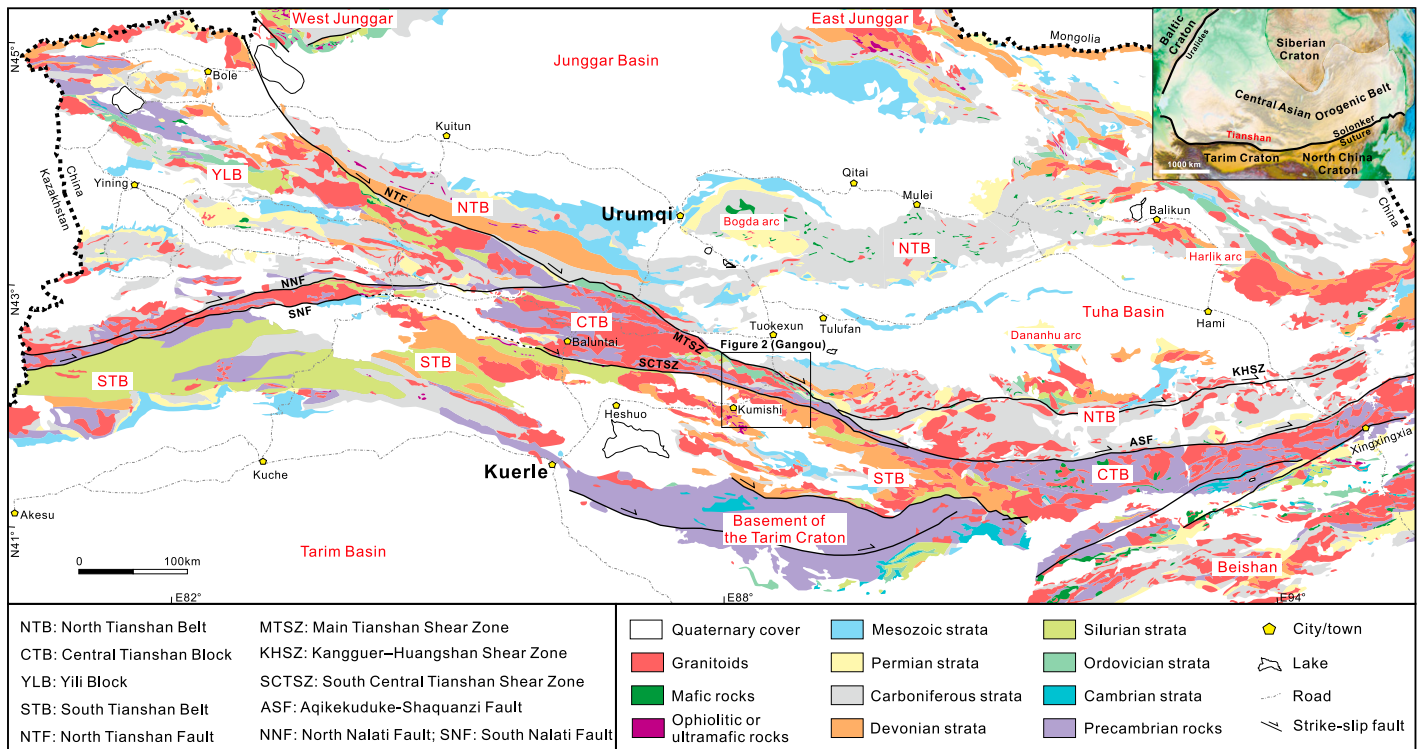 West Junggar
East Junggar
Mongolia
N45°
Bole
Junggar Basin
Kuitun
Baltic
Craton
Uralides
Siberian
Craton
Central Asian Orogenic Belt
Tianshan
Solonker
Suture
Tarim Craton
North China
Craton
1000 km
China
Kazakhstan
Yining
YLB
NTF
NTB
Urumqi
Qitai
Mulei
Bogda arc
NTB
Balikun
China
Harlik arc
N43°
NNF
SNF
CTB
Baluntai
MTSZ
SCTSZ
Tuokexun
Tulufan
Figure 2 (Gangou)
Tuha Basin
Hami
Dananhu arc
KHSZ
STB
STB
Heshuo
Kumishi
NTB
ASF
Xingxingxia
Kuche
Kuerle
STB
CTB
Akesu
N41°
Tarim Basin
Basement of
the Tarim Craton
Beishan
0 100km
E82°
E88°
E94°
NTB: North Tianshan Belt
CTB: Central Tianshan Block
YLB: Yili Block
STB: South Tianshan Belt
NTF: North Tianshan Fault
MTSZ: Main Tianshan Shear Zone
KHSZ: Kangguer–Huangshan Shear Zone
SCTSZ: South Central Tianshan Shear Zone
ASF: Aqikekuduke-Shaquanzi Fault
NNF: North Nalati Fault; SNF: South Nalati Fault
Quaternary cover
Granitoids
Mafic rocks
Ophiolitic or
ultramafic rocks
Mesozoic strata
Permian strata
Carboniferous strata
Devonian strata
Silurian strata
Ordovician strata
Cambrian strata
Precambrian rocks
City/town
Lake
Road
Strike-slip fault